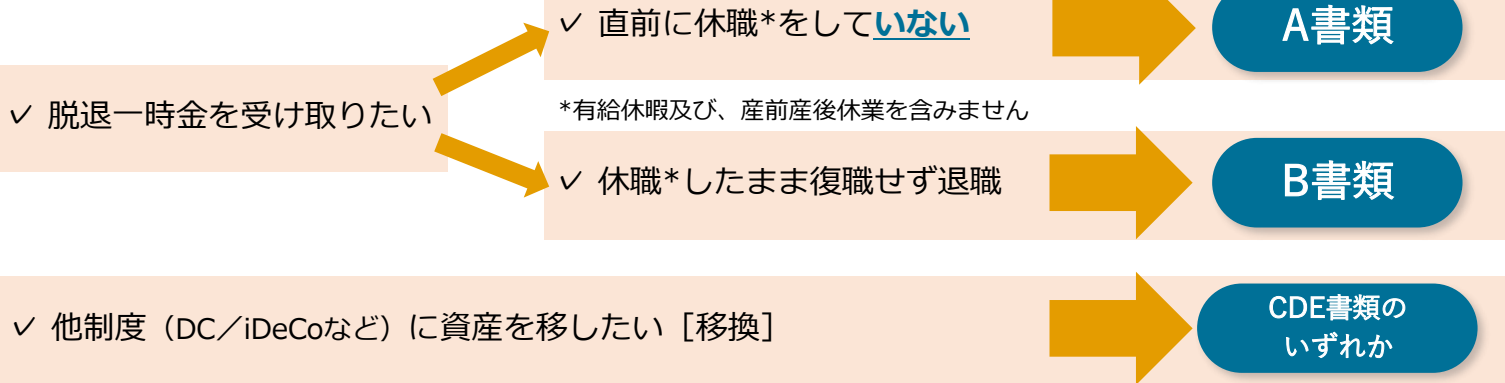 ✓ 直前に休職*をしていない
A書類
✓ 脱退一時金を受け取りたい
*有給休暇及び、産前産後休業を含みません
✓ 休職*したまま復職せず退職
B書類
✓ 他制度（DC／iDeCoなど）に資産を移したい［移換］
CDE書類の
いずれか